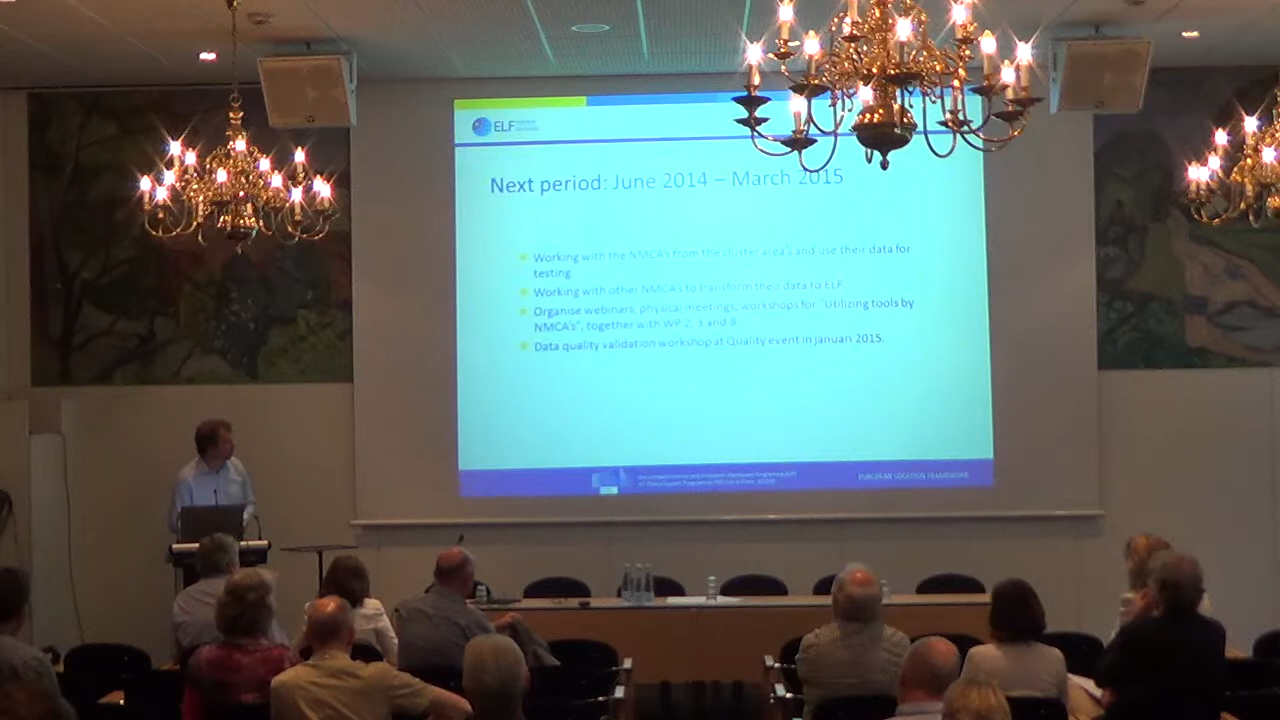 ELF
Next period: June 2014 – March 2015
Working with the NMCA's from the cluster area's and use their data for
testing
Working with other NMCA's to transform their data to ELF.
Organise webinars, physical meetings, workshops for "Utilizing tools by
NMCA's", together with WP 2, 3 and 8.
Data quality validation workshop at Quality event in januari 2015.
EUROPEAN LOCATION FRAMEWORK